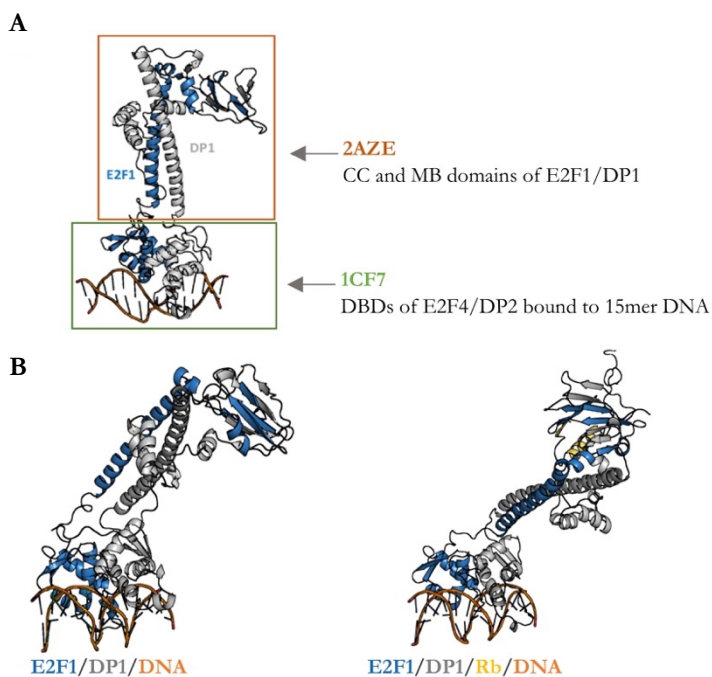 A
DP1
E2F1
2AZE
CC and MB domains of E2F1/DP1
1CF7
DBDs of E2F4/DP2 bound to 15mer DNA
B
E2F1/DP1/DNA
E2F1/DP1/Rb/DNA